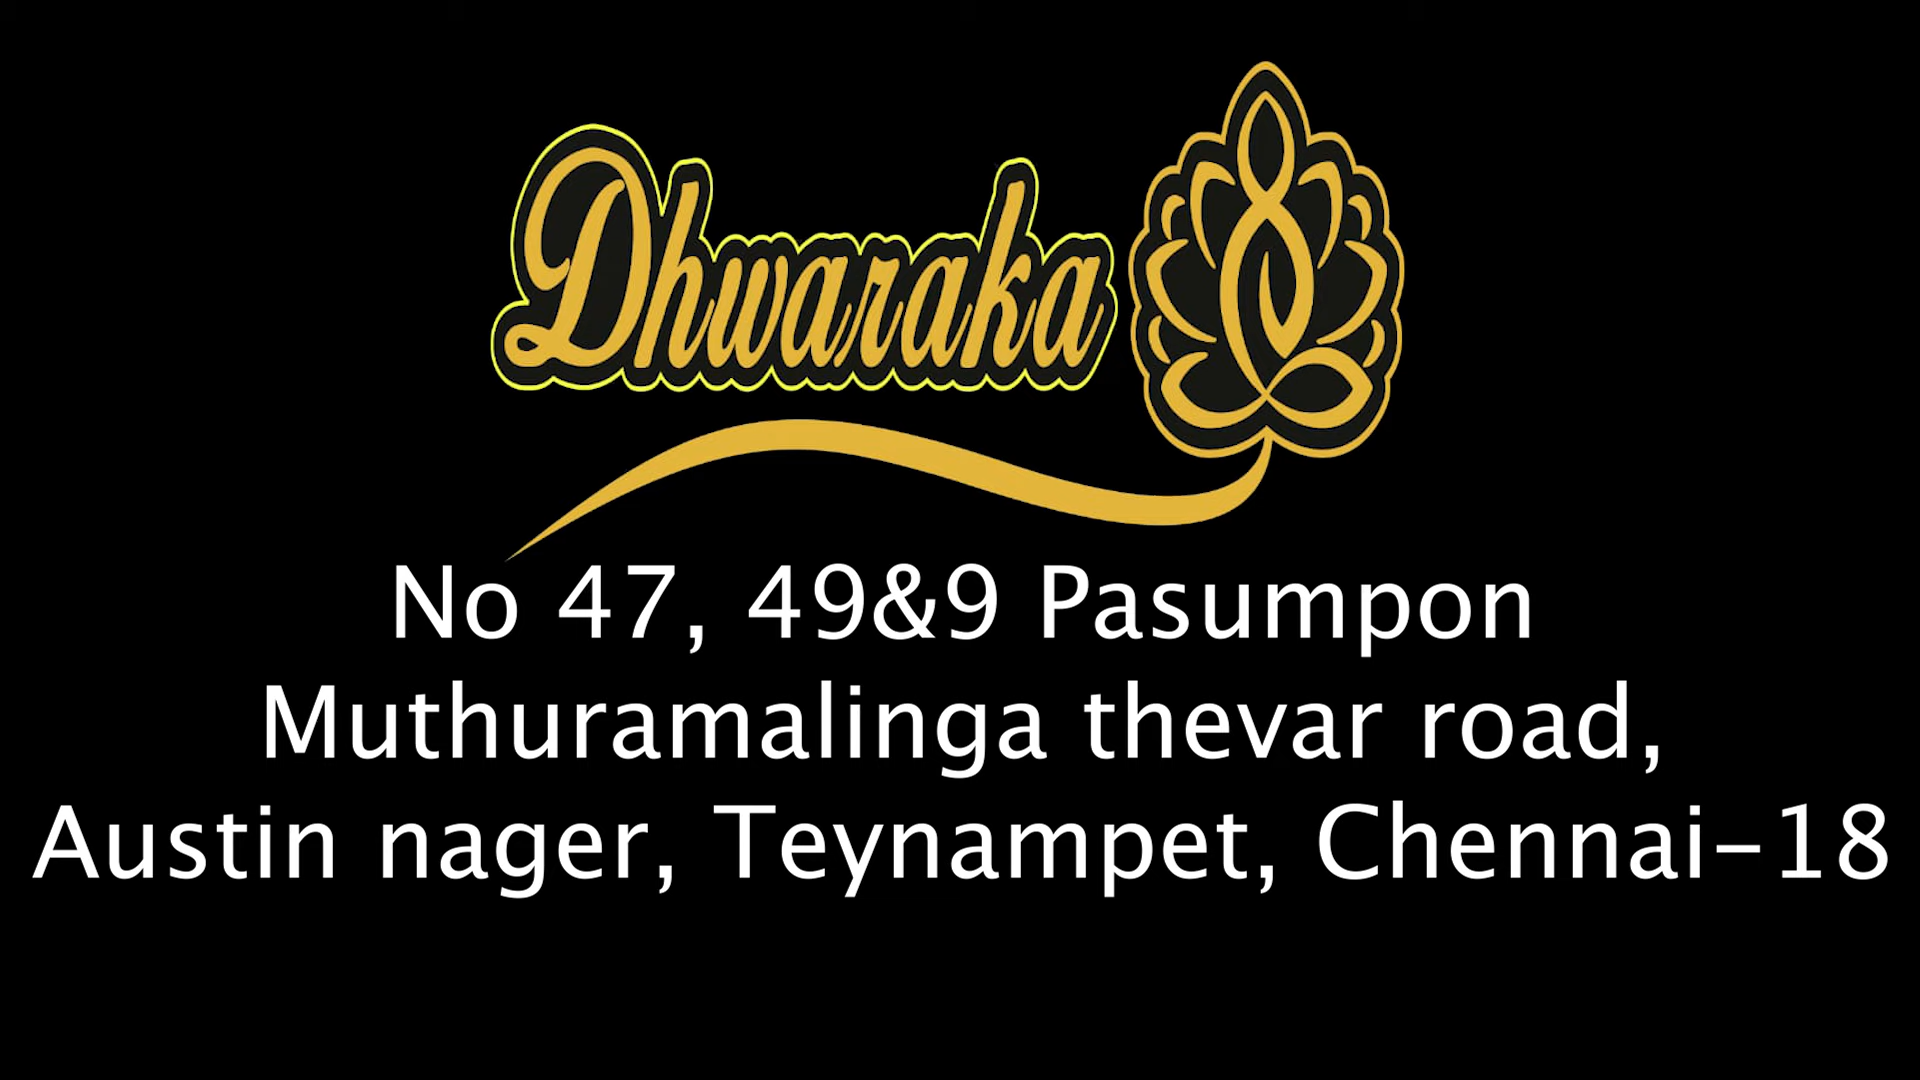 Dhwaraka
No 47, 49&9 Pasumpon
Muthuramalinga thevar road,
Austin nager, Teynampet, Chennai-18